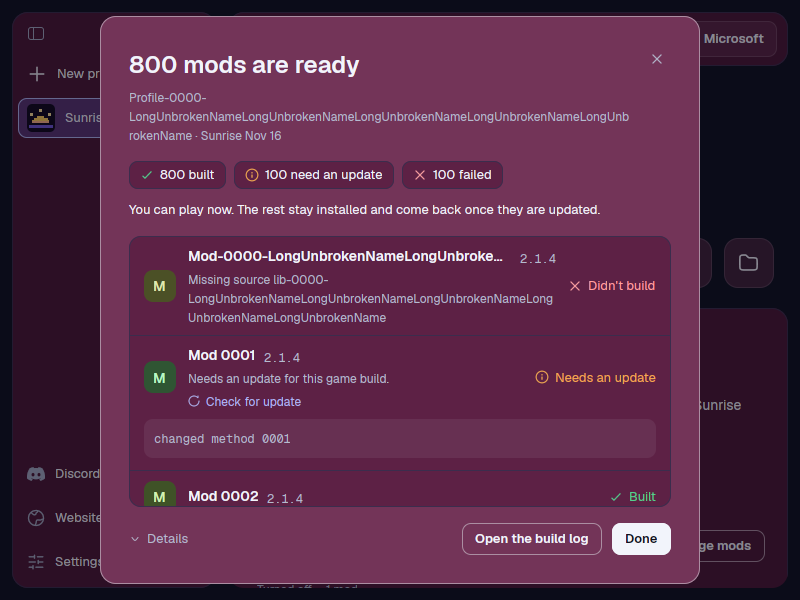 Microsoft
New pr
Sunris
800 mods are ready
Profile-0000-
LongUnbrokenNameLongUnbrokenNameLongUnbrokenNameLongUnbrokenNameLongUnb
rokenName · Sunrise Nov 16
800 built
100 need an update
100 failed
You can play now. The rest stay installed and come back once they are updated.
M
Mod-0000-LongUnbrokenNameLongUnbroke… 2.1.4
Missing source lib-0000-
LongUnbrokenNameLongUnbrokenNameLongUnbrokenNameLong
UnbrokenNameLongUnbrokenName
Didn't build
M
Mod 0001 2.1.4
Needs an update for this game build.
Check for update
Needs an update
changed method 0001
M
Mod 0002 2.1.4
Built
Details
Open the build log
Done
Sunrise
ge mods
Discord
Website
Settings